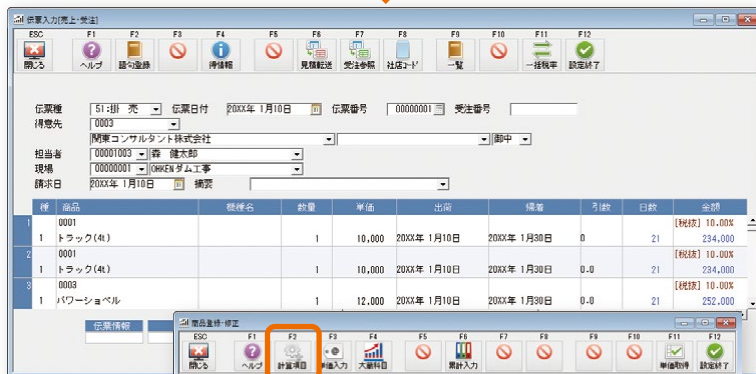 伝票入力[売上・受注]
ESC F1 F2 F3 F4 F5 F6 F7 F8 F9 F10 F11 F12
閉じる ヘルプ 語句登録 得情報 見積転送 受注参照 社店コード 一覧 一括税率 設定終了
伝票種 51:掛 売 伝票日付 20XX年 1月10日 伝票番号 00000001 受注番号
得意先 0003
関東コンサルタント株式会社 御中
担当者 00001003 森 健太郎
現場 00000001 OHKENダム工事
請求日 20XX年 1月10日 摘要
種 商品 機種名 数量 単価 出荷 帰着 引数 日数 金額
1 0001 [税抜] 10.00%
1 トラック(4t) 1 10,000 20XX年 1月10日 20XX年 1月30日 0 21 234,000
2 0001 [税抜] 10.00%
1 トラック(4t) 1 10,000 20XX年 1月10日 20XX年 1月30日 0.0 21 234,000
3 0003 [税抜] 10.00%
1 パワーショベル 1 12,000 20XX年 1月10日 20XX年 1月30日 0.0 21 252,000
伝票情報
商品登録・修正
ESC F1 F2 F3 F4 F5 F6 F7 F8 F9 F10 F11 F12
閉じる ヘルプ 計算項目 単価入力 大量科目 累計入力 単価取得 設定終了